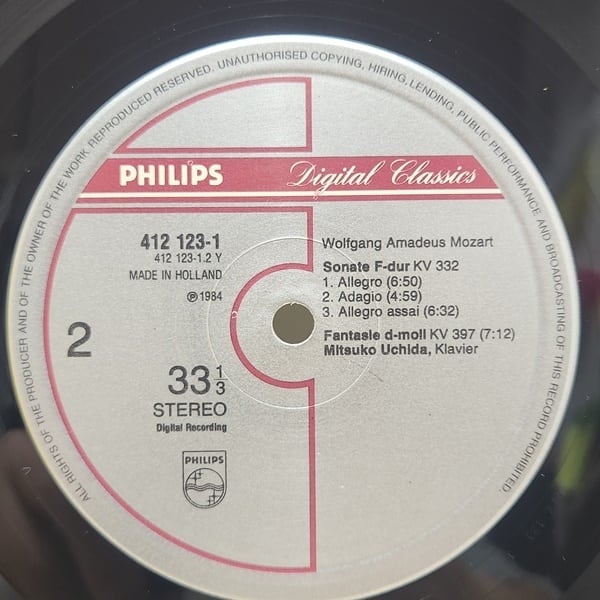 ALL RIGHTS OF THE PRODUCER AND OF THE OWNER OF THE WORK REPRODUCED RESERVED. UNAUTHORISED COPYING, HIRING, LENDING, PUBLIC PERFORMANCE AND BROADCASTING OF THIS RECORD PROHIBITED.
PHILIPS Digital Classics
412 123-1
412 123-1.2 Y
MADE IN HOLLAND
℗ 1984
2
33 1/3
STEREO
Digital Recording
PHILIPS
Wolfgang Amadeus Mozart
Sonate F-dur KV 332
1. Allegro (6:50)
2. Adagio (4:59)
3. Allegro assai (6:32)
Fantasie d-moll KV 397 (7:12)
Mitsuko Uchida, Klavier